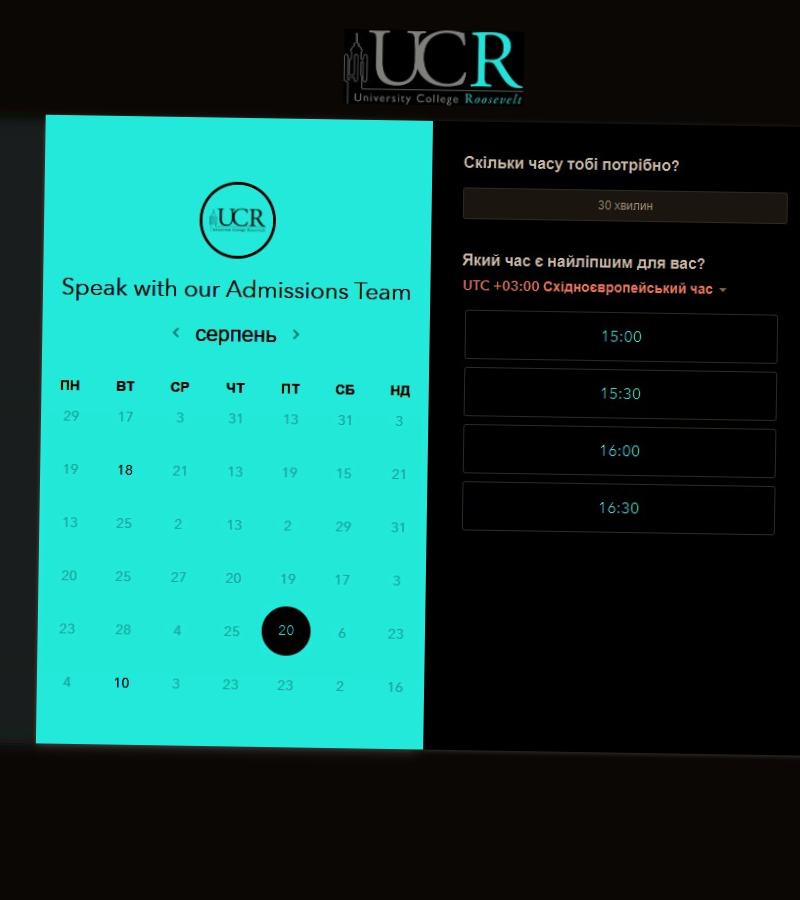 UCR
University College Roosevelt
UCR
Speak with our Admissions Team
серпень
ПН ВТ СР ЧТ ПТ СБ НД
29 17 3 31 13 31 3
19 18 21 13 19 15 21
13 25 2 13 2 29 31
20 25 27 20 19 17 3
23 28 4 25 20 6 23
4 10 3 23 23 2 16
Скільки часу тобі потрібно?
30 хвилин
Який час є найліпшим для вас?
UTC +03:00 Східноєвропейський час
15:00
15:30
16:00
16:30